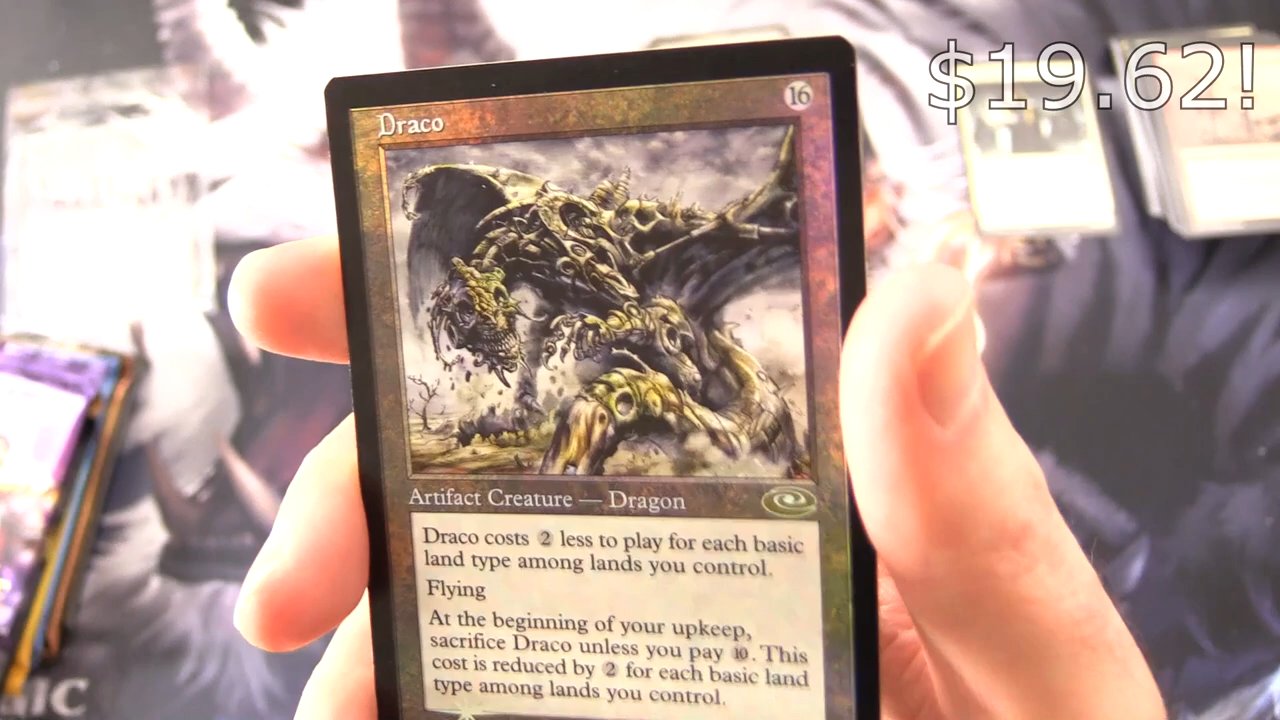 $19.62!
Draco
16
Artifact Creature — Dragon
Draco costs 2 less to play for each basic
land type among lands you control.
Flying
At the beginning of your upkeep,
sacrifice Draco unless you pay 10. This
cost is reduced by 2 for each basic land
type among lands you control.